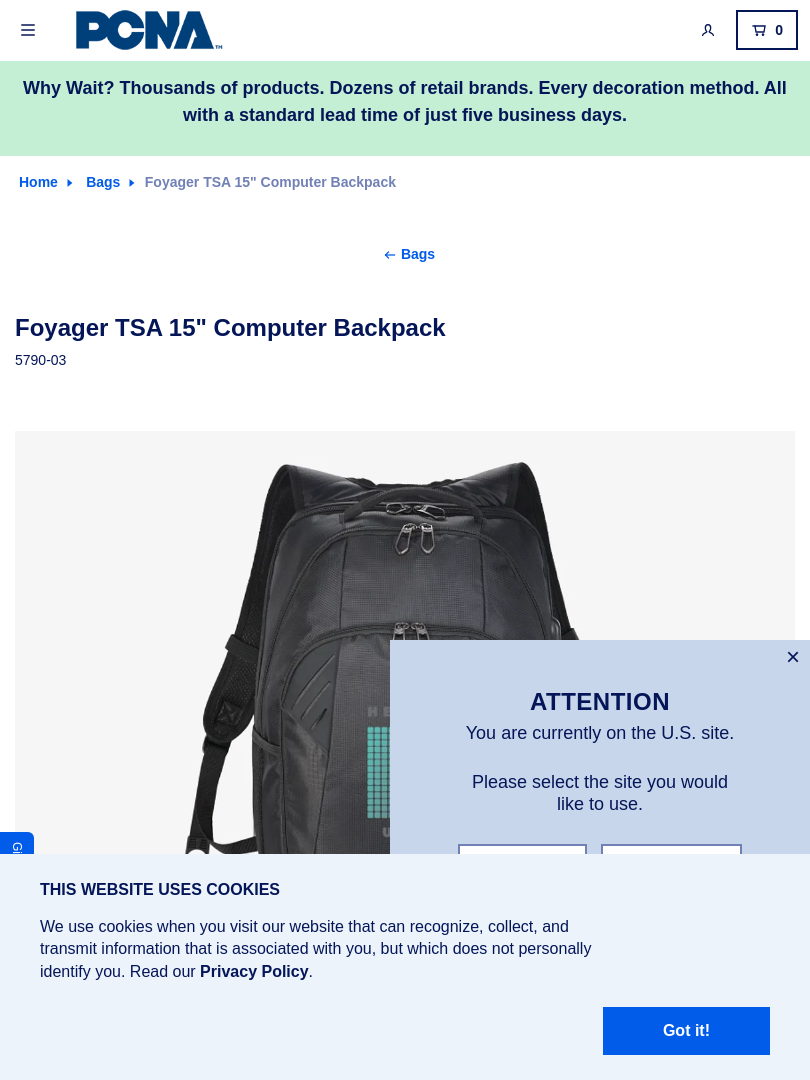 PCNA™
0
Why Wait? Thousands of products. Dozens of retail brands. Every decoration method. All
with a standard lead time of just five business days.
Home
Bags
Foyager TSA 15" Computer Backpack
Bags
Foyager TSA 15" Computer Backpack
5790-03
ATTENTION
You are currently on the U.S. site.
Please select the site you would
like to use.
THIS WEBSITE USES COOKIES
We use cookies when you visit our website that can recognize, collect, and
transmit information that is associated with you, but which does not personally
identify you. Read our Privacy Policy.
Got it!